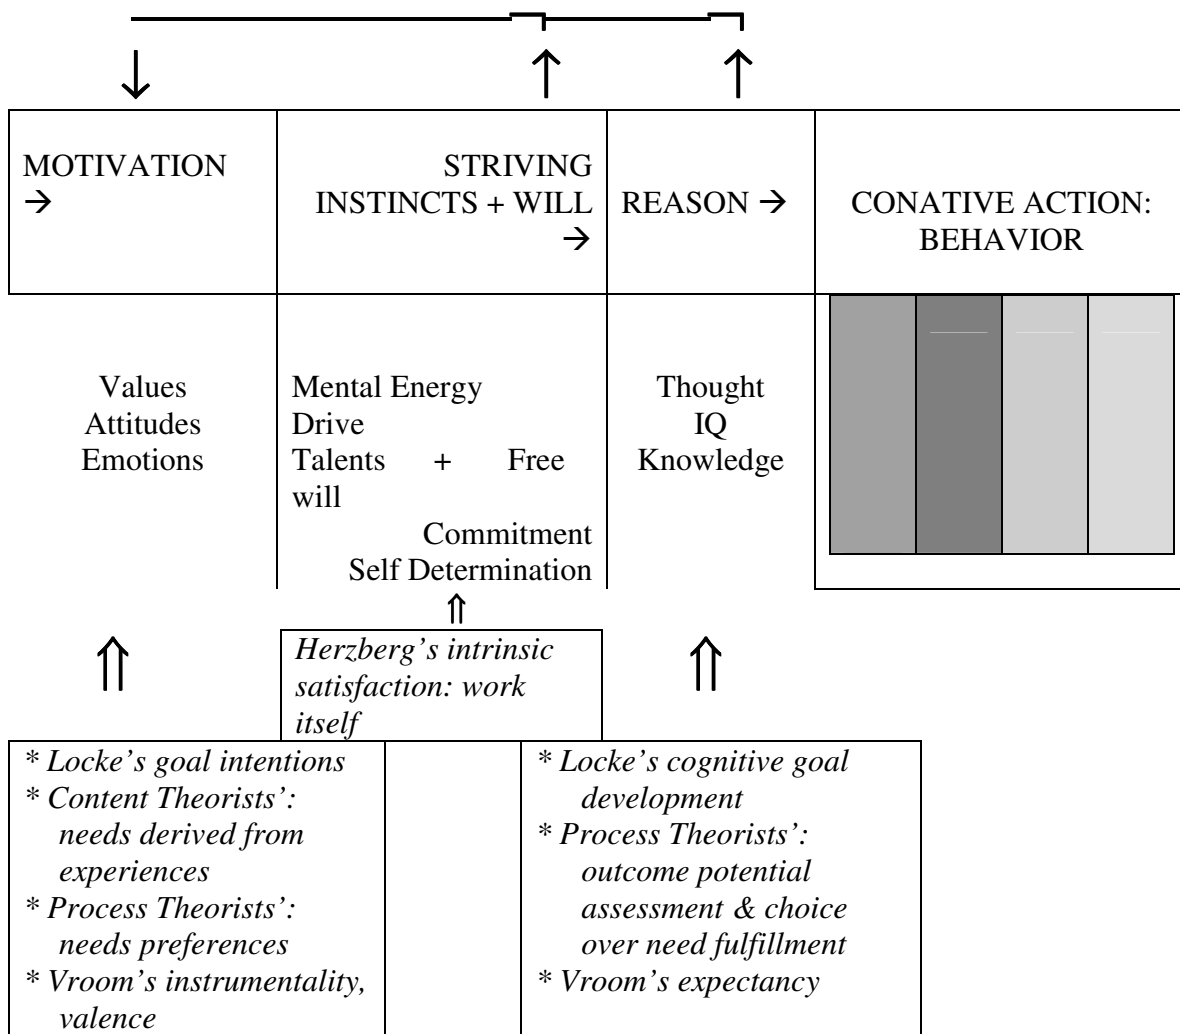 MOTIVATION
→
STRIVING
INSTINCTS + WILL
→
REASON →
CONATIVE ACTION:
BEHAVIOR
Values
Attitudes
Emotions
Mental Energy
Drive
Talents + Free
will
Commitment
Self Determination
Thought
IQ
Knowledge
Herzberg’s intrinsic
satisfaction: work
itself
* Locke’s goal intentions
* Content Theorists’:
needs derived from
experiences
* Process Theorists’:
needs preferences
* Vroom’s instrumentality,
valence
* Locke’s cognitive goal
development
* Process Theorists’:
outcome potential
assessment & choice
over need fulfillment
* Vroom’s expectancy